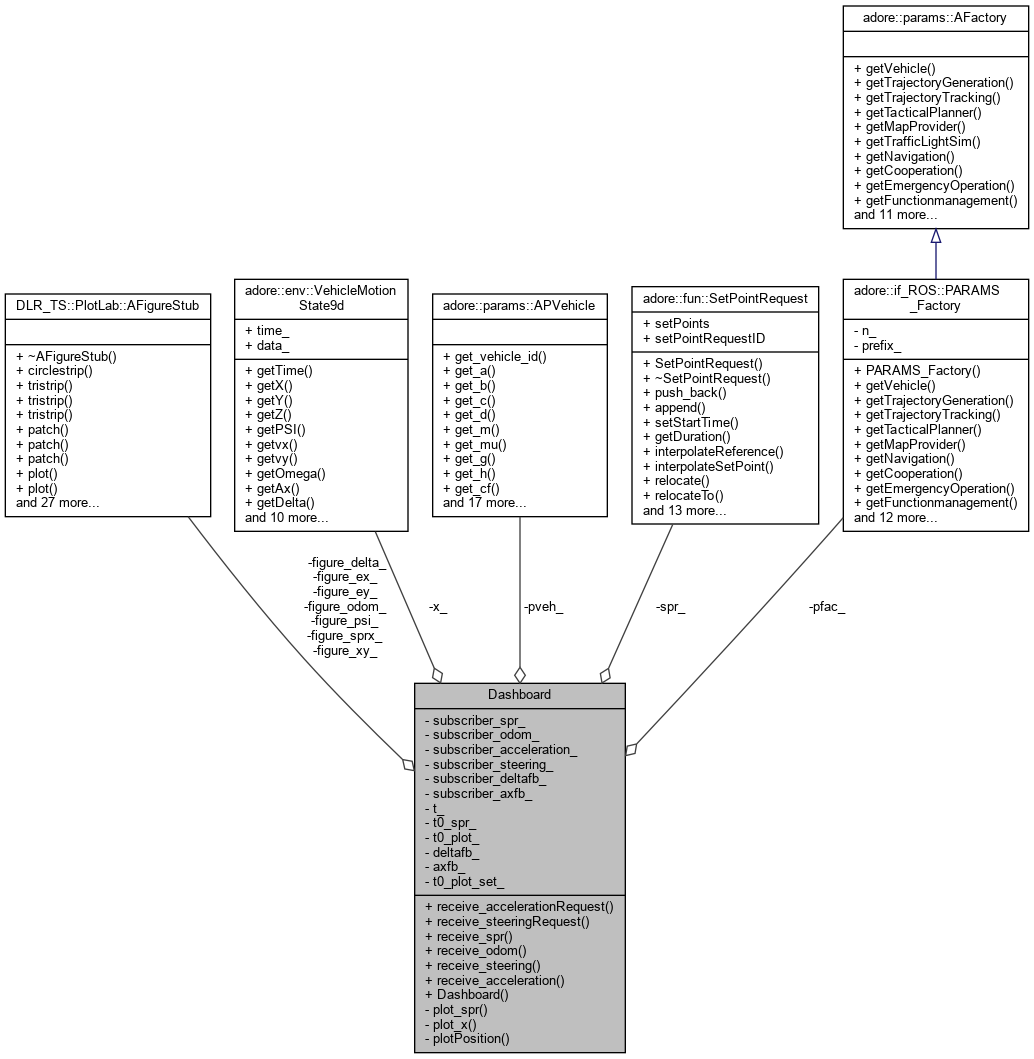 adore::params::AFactory
+ getVehicle()
+ getTrajectoryGeneration()
+ getTrajectoryTracking()
+ getTacticalPlanner()
+ getMapProvider()
+ getTrafficLightSim()
+ getNavigation()
+ getCooperation()
+ getEmergencyOperation()
+ getFunctionmanagement()
and 11 more...
DLR_TS::PlotLab::AFigureStub
+ ~AFigureStub()
+ circlestrip()
+ tristrip()
+ tristrip()
+ tristrip()
+ patch()
+ patch()
+ patch()
+ plot()
+ plot()
and 27 more...
adore::env::VehicleMotion
State9d
+ time_
+ data_
+ getTime()
+ getX()
+ getY()
+ getZ()
+ getPSI()
+ getvx()
+ getvy()
+ getOmega()
+ getAx()
+ getDelta()
and 10 more...
adore::params::APVehicle
+ get_vehicle_id()
+ get_a()
+ get_b()
+ get_c()
+ get_d()
+ get_m()
+ get_mu()
+ get_g()
+ get_h()
+ get_cf()
and 17 more...
adore::fun::SetPointRequest
+ setPoints
+ setPointRequestID
+ SetPointRequest()
+ ~SetPointRequest()
+ push_back()
+ append()
+ setStartTime()
+ getDuration()
+ interpolateReference()
+ interpolateSetPoint()
+ relocate()
+ relocateTo()
and 13 more...
adore::if_ROS::PARAMS
_Factory
- n_
- prefix_
+ PARAMS_Factory()
+ getVehicle()
+ getTrajectoryGeneration()
+ getTrajectoryTracking()
+ getTacticalPlanner()
+ getMapProvider()
+ getNavigation()
+ getCooperation()
+ getEmergencyOperation()
+ getFunctionmanagement()
and 12 more...
-figure_delta_
-figure_ex_
-figure_ey_
-figure_odom_
-figure_psi_
-figure_sprx_
-figure_xy_
-x_
-pveh_
-spr_
-pfac_
Dashboard
- subscriber_spr_
- subscriber_odom_
- subscriber_acceleration_
- subscriber_steering_
- subscriber_deltafb_
- subscriber_axfb_
- t_
- t0_spr_
- t0_plot_
- deltafb_
- axfb_
- t0_plot_set_
+ receive_accelerationRequest()
+ receive_steeringRequest()
+ receive_spr()
+ receive_odom()
+ receive_steering()
+ receive_acceleration()
+ Dashboard()
- plot_spr()
- plot_x()
- plotPosition()